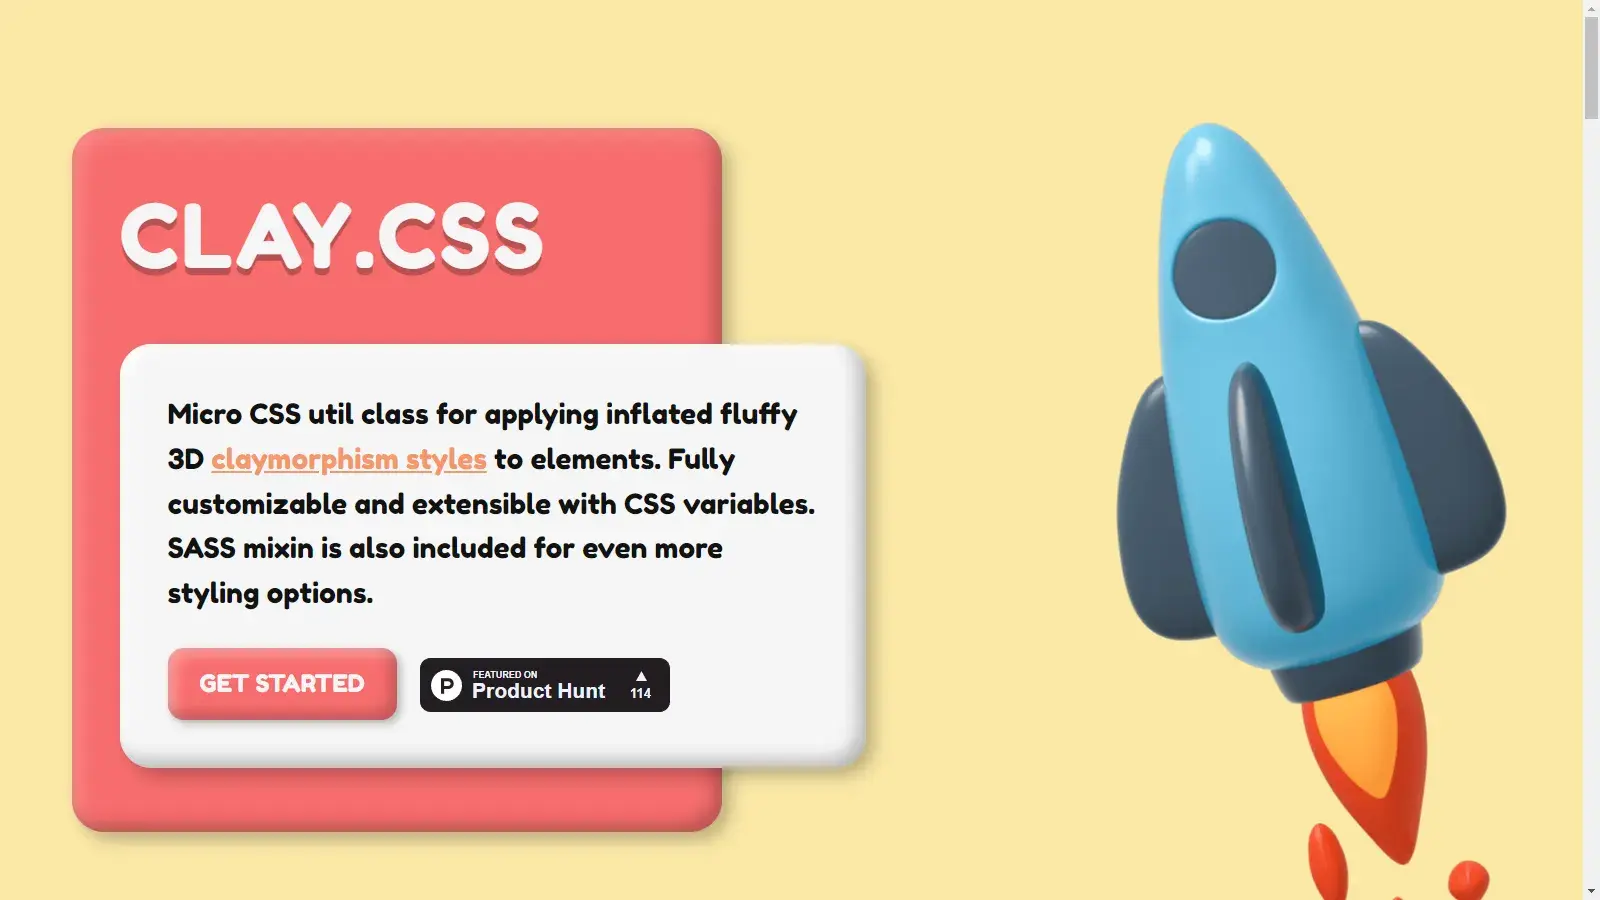 CLAY.CSS
Micro CSS util class for applying inflated fluffy
3D claymorphism styles to elements. Fully
customizable and extensible with CSS variables.
SASS mixin is also included for even more
styling options.
GET STARTED
P
FEATURED ON
Product Hunt
▲
114